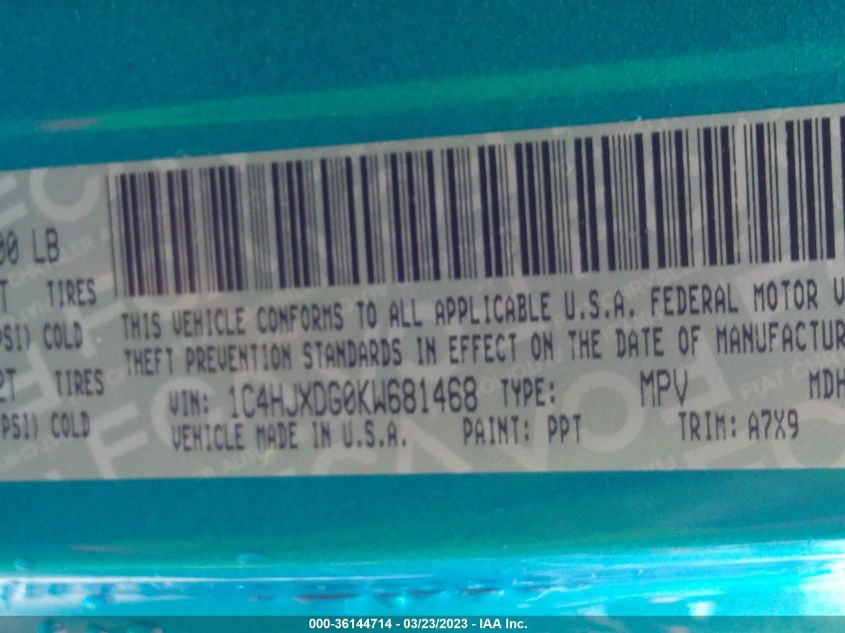 00 LB
T TIRES
PSI) COLD
2T TIRES
PSI) COLD
THIS VEHICLE CONFORMS TO ALL APPLICABLE U.S.A. FEDERAL MOTOR V
THEFT PREVENTION STANDARDS IN EFFECT ON THE DATE OF MANUFACTUR
VIN: 1C4HJXDG0KW681468 TYPE: MPV MDH
VEHICLE MADE IN U.S.A. PAINT: PPT TRIM: A7X9
000-36144714 - 03/23/2023 - IAA Inc.